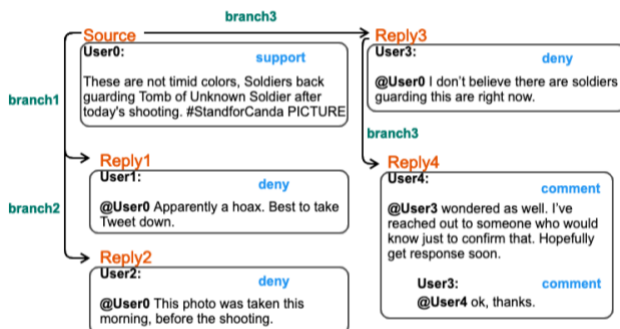 branch3
Source
User0:
support
These are not timid colors, Soldiers back
guarding Tomb of Unknown Soldier after
today's shooting. #StandforCanda PICTURE
Reply3
User3:
deny
@User0 I don't believe there are soldiers
guarding this are right now.
branch1
branch3
Reply1
User1:
deny
@User0 Apparently a hoax. Best to take
Tweet down.
Reply4
User4:
comment
@User3 wondered as well. I've
reached out to someone who would
know just to confirm that. Hopefully
get response soon.
User3:
comment
@User4 ok, thanks.
branch2
Reply2
User2:
deny
@User0 This photo was taken this
morning, before the shooting.